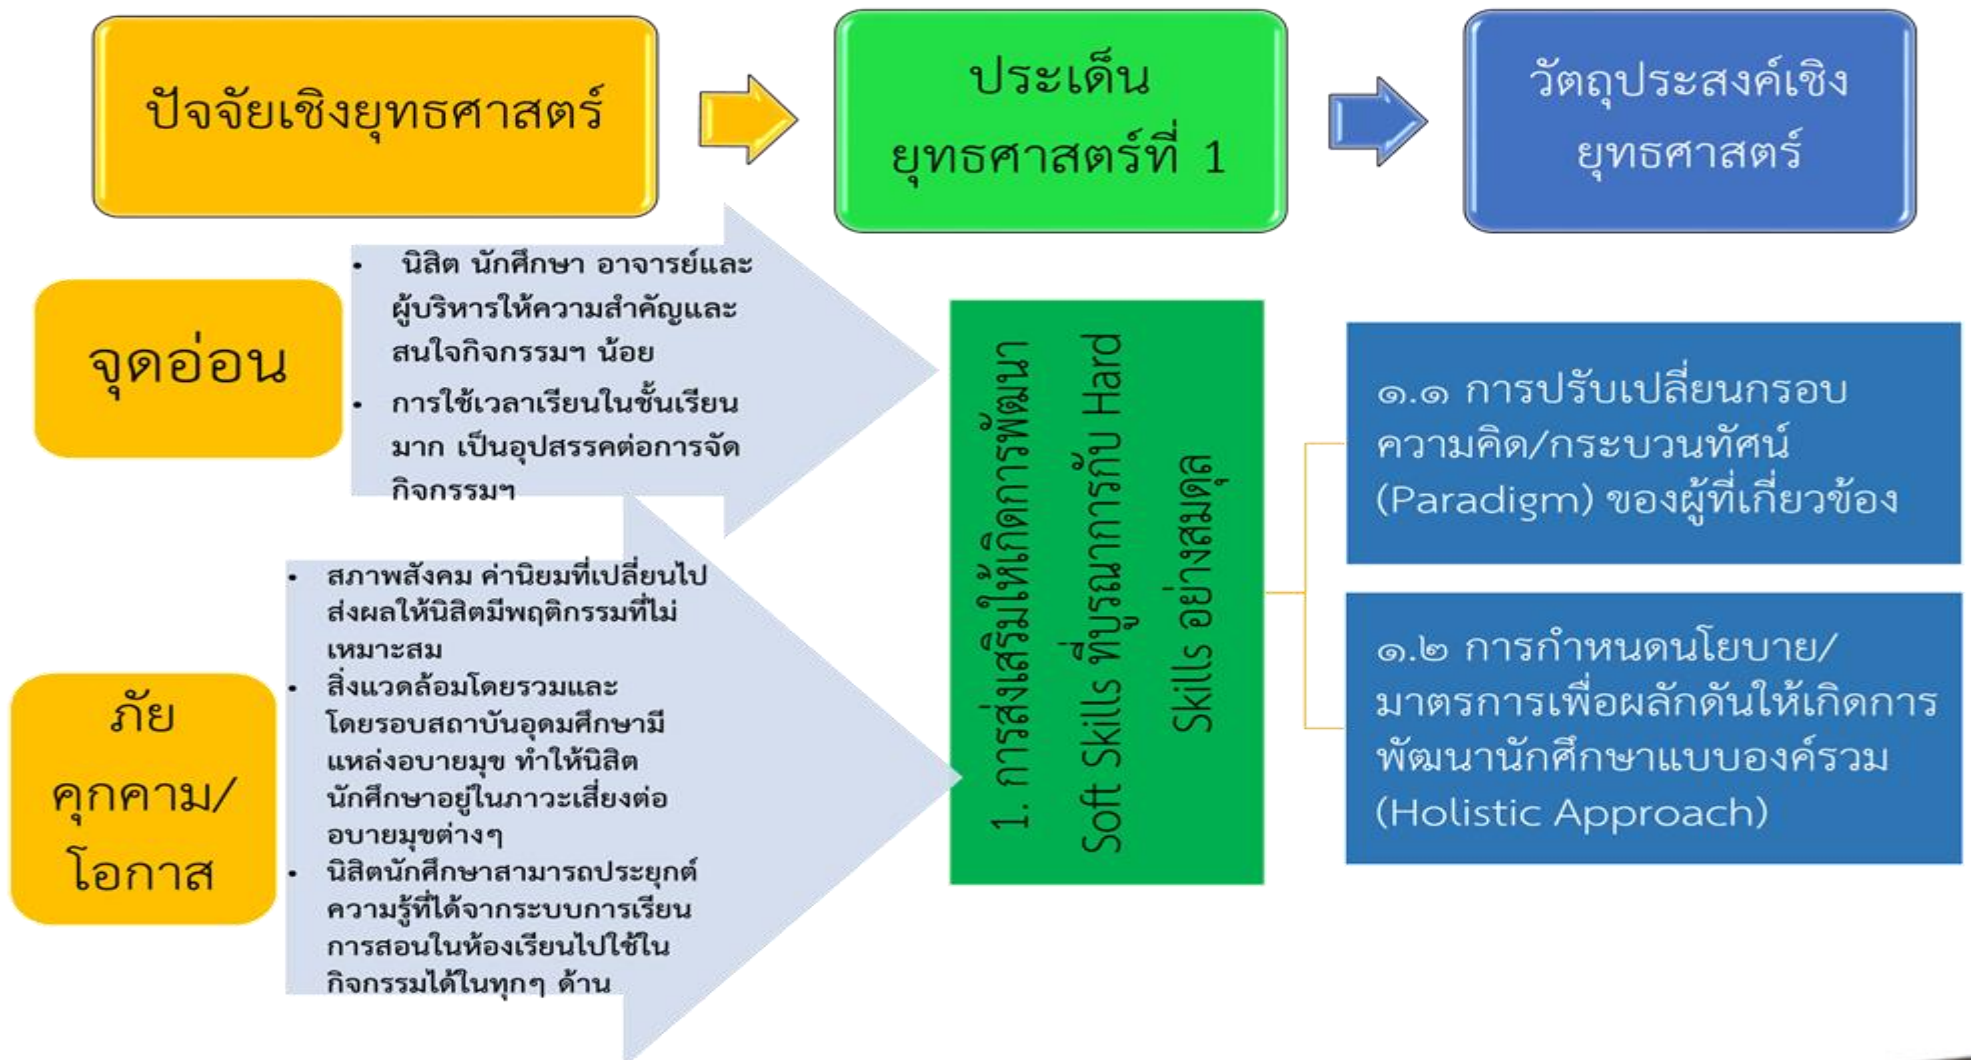 ปัจจัยเชิงยุทธศาสตร์
ประเด็น
ยุทธศาสตร์ที่ 1
วัตถุประสงค์เชิง
ยุทธศาสตร์
จุดอ่อน
• นิสิต นักศึกษา อาจารย์และ
ผู้บริหารให้ความสำคัญและ
สนใจกิจกรรมฯ น้อย
• การใช้เวลาเรียนในชั้นเรียน
มาก เป็นอุปสรรคต่อการจัด
กิจกรรมฯ
ภัย
คุกคาม/
โอกาส
• สภาพสังคม ค่านิยมที่เปลี่ยนไป
ส่งผลให้นิสิตมีพฤติกรรมที่ไม่
เหมาะสม
• สิ่งแวดล้อมโดยรวมและ
โดยรอบสถาบันอุดมศึกษามี
แหล่งอบายมุข ทำให้นิสิต
นักศึกษาอยู่ในภาวะเสี่ยงต่อ
อบายมุขต่างๆ
• นิสิตนักศึกษาสามารถประยุกต์
ความรู้ที่ได้จากระบบการเรียน
การสอนในห้องเรียนไปใช้ใน
กิจกรรมได้ในทุกๆ ด้าน
1. การส่งเสริมให้เกิดการพัฒนา
Soft Skills ที่บูรณาการกับ Hard
Skills อย่างสมดุล
๑.๑ การปรับเปลี่ยนกรอบ
ความคิด/กระบวนทัศน์
(Paradigm) ของผู้ที่เกี่ยวข้อง
๑.๒ การกำหนดนโยบาย/
มาตรการเพื่อผลักดันให้เกิดการ
พัฒนานักศึกษาแบบองค์รวม
(Holistic Approach)